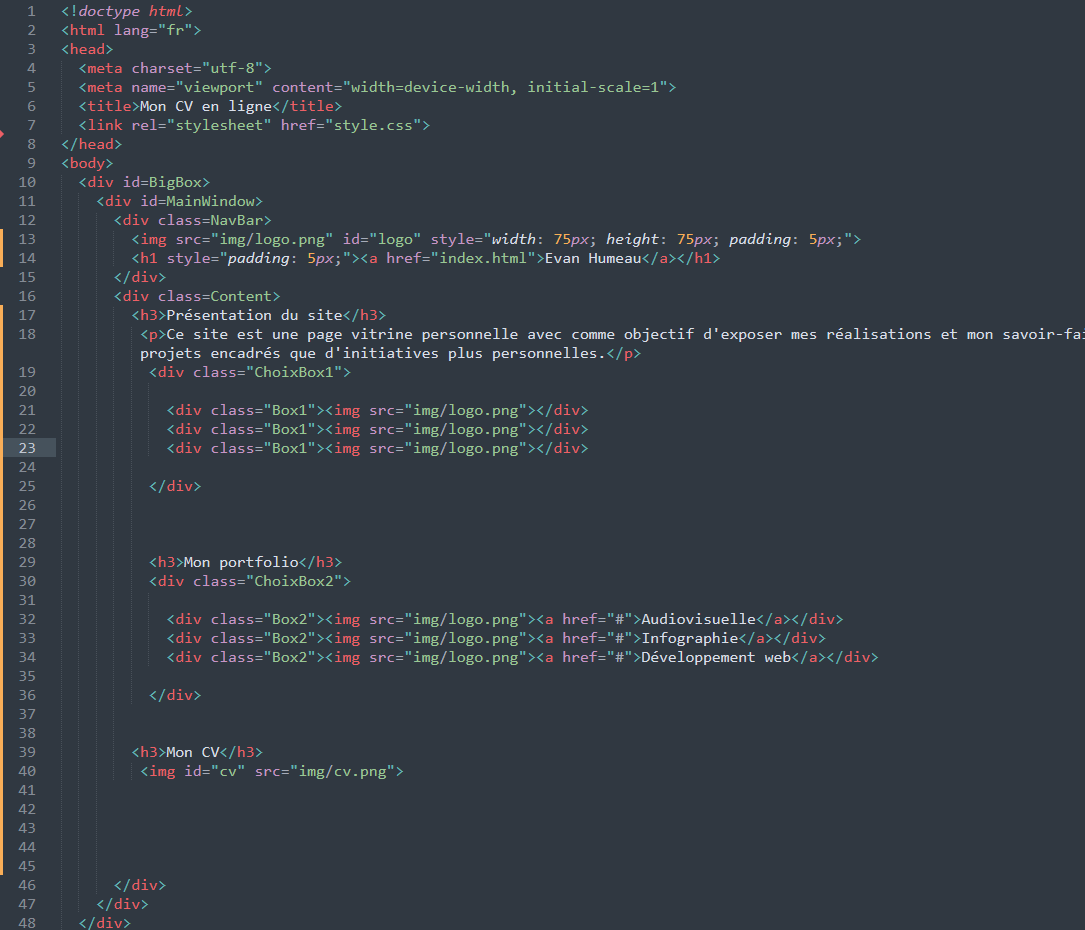 1 <!doctype html>
2 <html lang="fr">
3 <head>
4 <meta charset="utf-8">
5 <meta name="viewport" content="width=device-width, initial-scale=1">
6 <title>Mon CV en ligne</title>
7 <link rel="stylesheet" href="style.css">
8 </head>
9 <body>
10 <div id=BigBox>
11 <div id=MainWindow>
12 <div class=NavBar>
13 <img src="img/logo.png" id="logo" style="width: 75px; height: 75px; padding: 5px;">
14 <h1 style="padding: 5px;"><a href="index.html">Evan Humeau</a></h1>
15 </div>
16 <div class=Content>
17 <h3>Présentation du site</h3>
18 <p>Ce site est une page vitrine personnelle avec comme objectif d'exposer mes réalisations et mon savoir-fai
projets encadrés que d'initiatives plus personnelles.</p>
19 <div class="ChoixBox1">
20
21 <div class="Box1"><img src="img/logo.png"></div>
22 <div class="Box1"><img src="img/logo.png"></div>
23 <div class="Box1"><img src="img/logo.png"></div>
24
25 </div>
26
27
28
29 <h3>Mon portfolio</h3>
30 <div class="ChoixBox2">
31
32 <div class="Box2"><img src="img/logo.png"><a href="#">Audiovisuelle</a></div>
33 <div class="Box2"><img src="img/logo.png"><a href="#">Infographie</a></div>
34 <div class="Box2"><img src="img/logo.png"><a href="#">Développement web</a></div>
35
36 </div>
37
38
39 <h3>Mon CV</h3>
40 <img id="cv" src="img/cv.png">
41
42
43
44
45
46 </div>
47 </div>
48 </div>